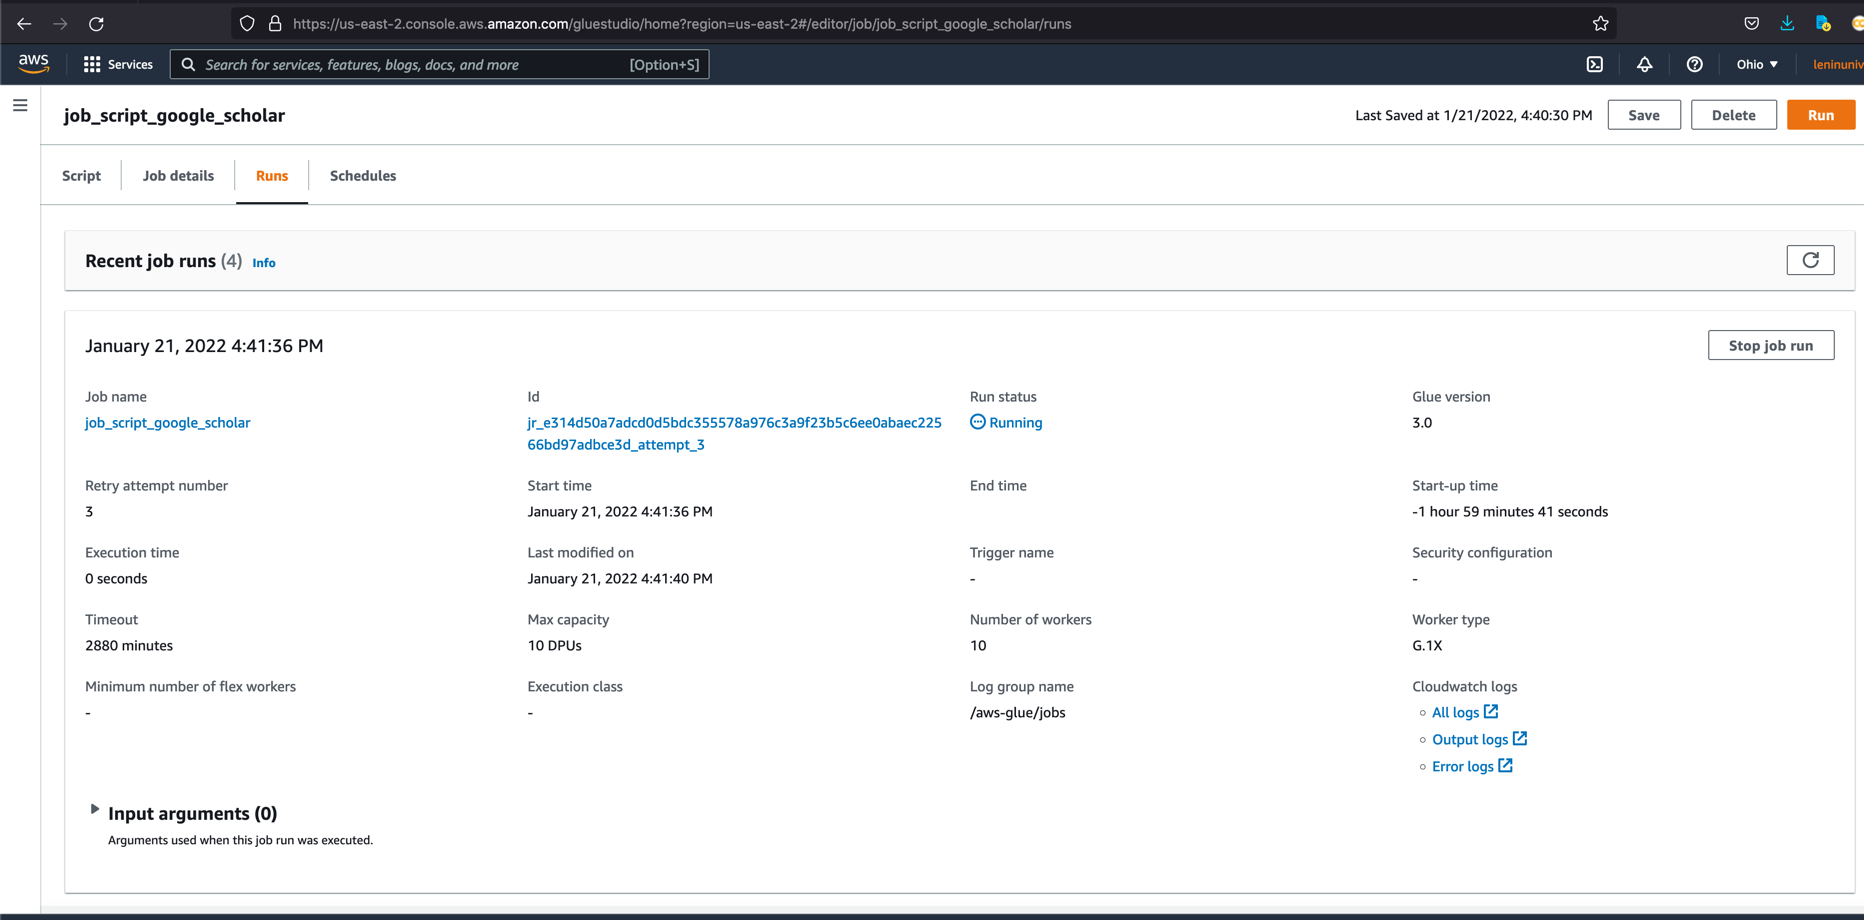 https://us-east-2.console.aws.amazon.com/gluestudio/home?region=us-east-2#/editor/job/job_script_google_scholar/runs
aws
Services
Search for services, features, blogs, docs, and more
[Option+S]
Ohio ▼
leninuniv
job_script_google_scholar
Last Saved at 1/21/2022, 4:40:30 PM
Save
Delete
Run
Script
Job details
Runs
Schedules
Recent job runs (4) Info
January 21, 2022 4:41:36 PM
Stop job run
Job name
job_script_google_scholar
Id
jr_e314d50a7adcd0d5bdc355578a976c3a9f23b5c6ee0abaec225
66bd97adbce3d_attempt_3
Run status
Running
Glue version
3.0
Retry attempt number
3
Start time
January 21, 2022 4:41:36 PM
End time
Start-up time
-1 hour 59 minutes 41 seconds
Execution time
0 seconds
Last modified on
January 21, 2022 4:41:40 PM
Trigger name
-
Security configuration
-
Timeout
2880 minutes
Max capacity
10 DPUs
Number of workers
10
Worker type
G.1X
Minimum number of flex workers
-
Execution class
-
Log group name
/aws-glue/jobs
Cloudwatch logs
All logs
Output logs
Error logs
Input arguments (0)
Arguments used when this job run was executed.